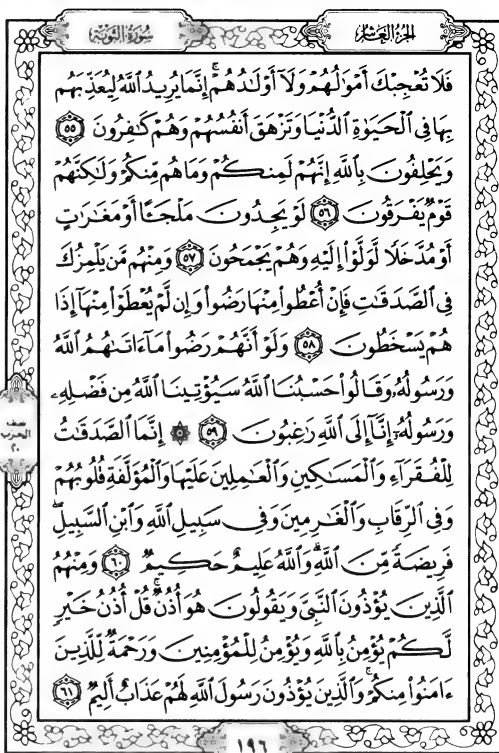 الجزء العاشر
سورة التوبة
فَلَا تُعْجِبْكَ أَمْوَٰلُهُمْ وَلَآ أَوْلَٰدُهُمْ ۚ إِنَّمَا يُرِيدُ ٱللَّهُ لِيُعَذِّبَهُم
بِهَا فِى ٱلْحَيَوٰةِ ٱلدُّنْيَا وَتَزْهَقَ أَنفُسُهُمْ وَهُمْ كَٰفِرُونَ ٥٥
وَيَحْلِفُونَ بِٱللَّهِ إِنَّهُمْ لَمِنكُمْ وَمَا هُم مِّنكُمْ وَلَٰكِنَّهُمْ
قَوْمٌ يَفْرَقُونَ ٥٦ لَوْ يَجِدُونَ مَلْجَـًٔا أَوْ مَغَٰرَٰتٍ
أَوْ مُدَّخَلًا لَّوَلَّوْا۟ إِلَيْهِ وَهُمْ يَجْمَحُونَ ٥٧ وَمِنْهُم مَّن يَلْمِزُكَ
فِى ٱلصَّدَقَٰتِ فَإِنْ أُعْطُوا۟ مِنْهَا رَضُوا۟ وَإِن لَّمْ يُعْطَوْا۟ مِنْهَآ إِذَا
هُمْ يَسْخَطُونَ ٥٨ وَلَوْ أَنَّهُمْ رَضُوا۟ مَآ ءَاتَىٰهُمُ ٱللَّهُ
وَرَسُولُهُۥ وَقَالُوا۟ حَسْبُنَا ٱللَّهُ سَيُؤْتِينَا ٱللَّهُ مِن فَضْلِهِۦ
وَرَسُولُهُۥٓ إِنَّآ إِلَى ٱللَّهِ رَٰغِبُونَ ٥٩ ۞ إِنَّمَا ٱلصَّدَقَٰتُ
لِلْفُقَرَآءِ وَٱلْمَسَٰكِينِ وَٱلْعَٰمِلِينَ عَلَيْهَا وَٱلْمُؤَلَّفَةِ قُلُوبُهُمْ
وَفِى ٱلرِّقَابِ وَٱلْغَٰرِمِينَ وَفِى سَبِيلِ ٱللَّهِ وَٱبْنِ ٱلسَّبِيلِ ۖ
فَرِيضَةً مِّنَ ٱللَّهِ ۗ وَٱللَّهُ عَلِيمٌ حَكِيمٌ ٦٠ وَمِنْهُمُ
ٱلَّذِينَ يُؤْذُونَ ٱلنَّبِىَّ وَيَقُولُونَ هُوَ أُذُنٌ ۚ قُلْ أُذُنُ خَيْرٍ
لَّكُمْ يُؤْمِنُ بِٱللَّهِ وَيُؤْمِنُ لِلْمُؤْمِنِينَ وَرَحْمَةٌ لِّلَّذِينَ
ءَامَنُوا۟ مِنكُمْ ۚ وَٱلَّذِينَ يُؤْذُونَ رَسُولَ ٱللَّهِ لَهُمْ عَذَابٌ أَلِيمٌ ٦١
نصف
الحزب
٢٠
١٩٦